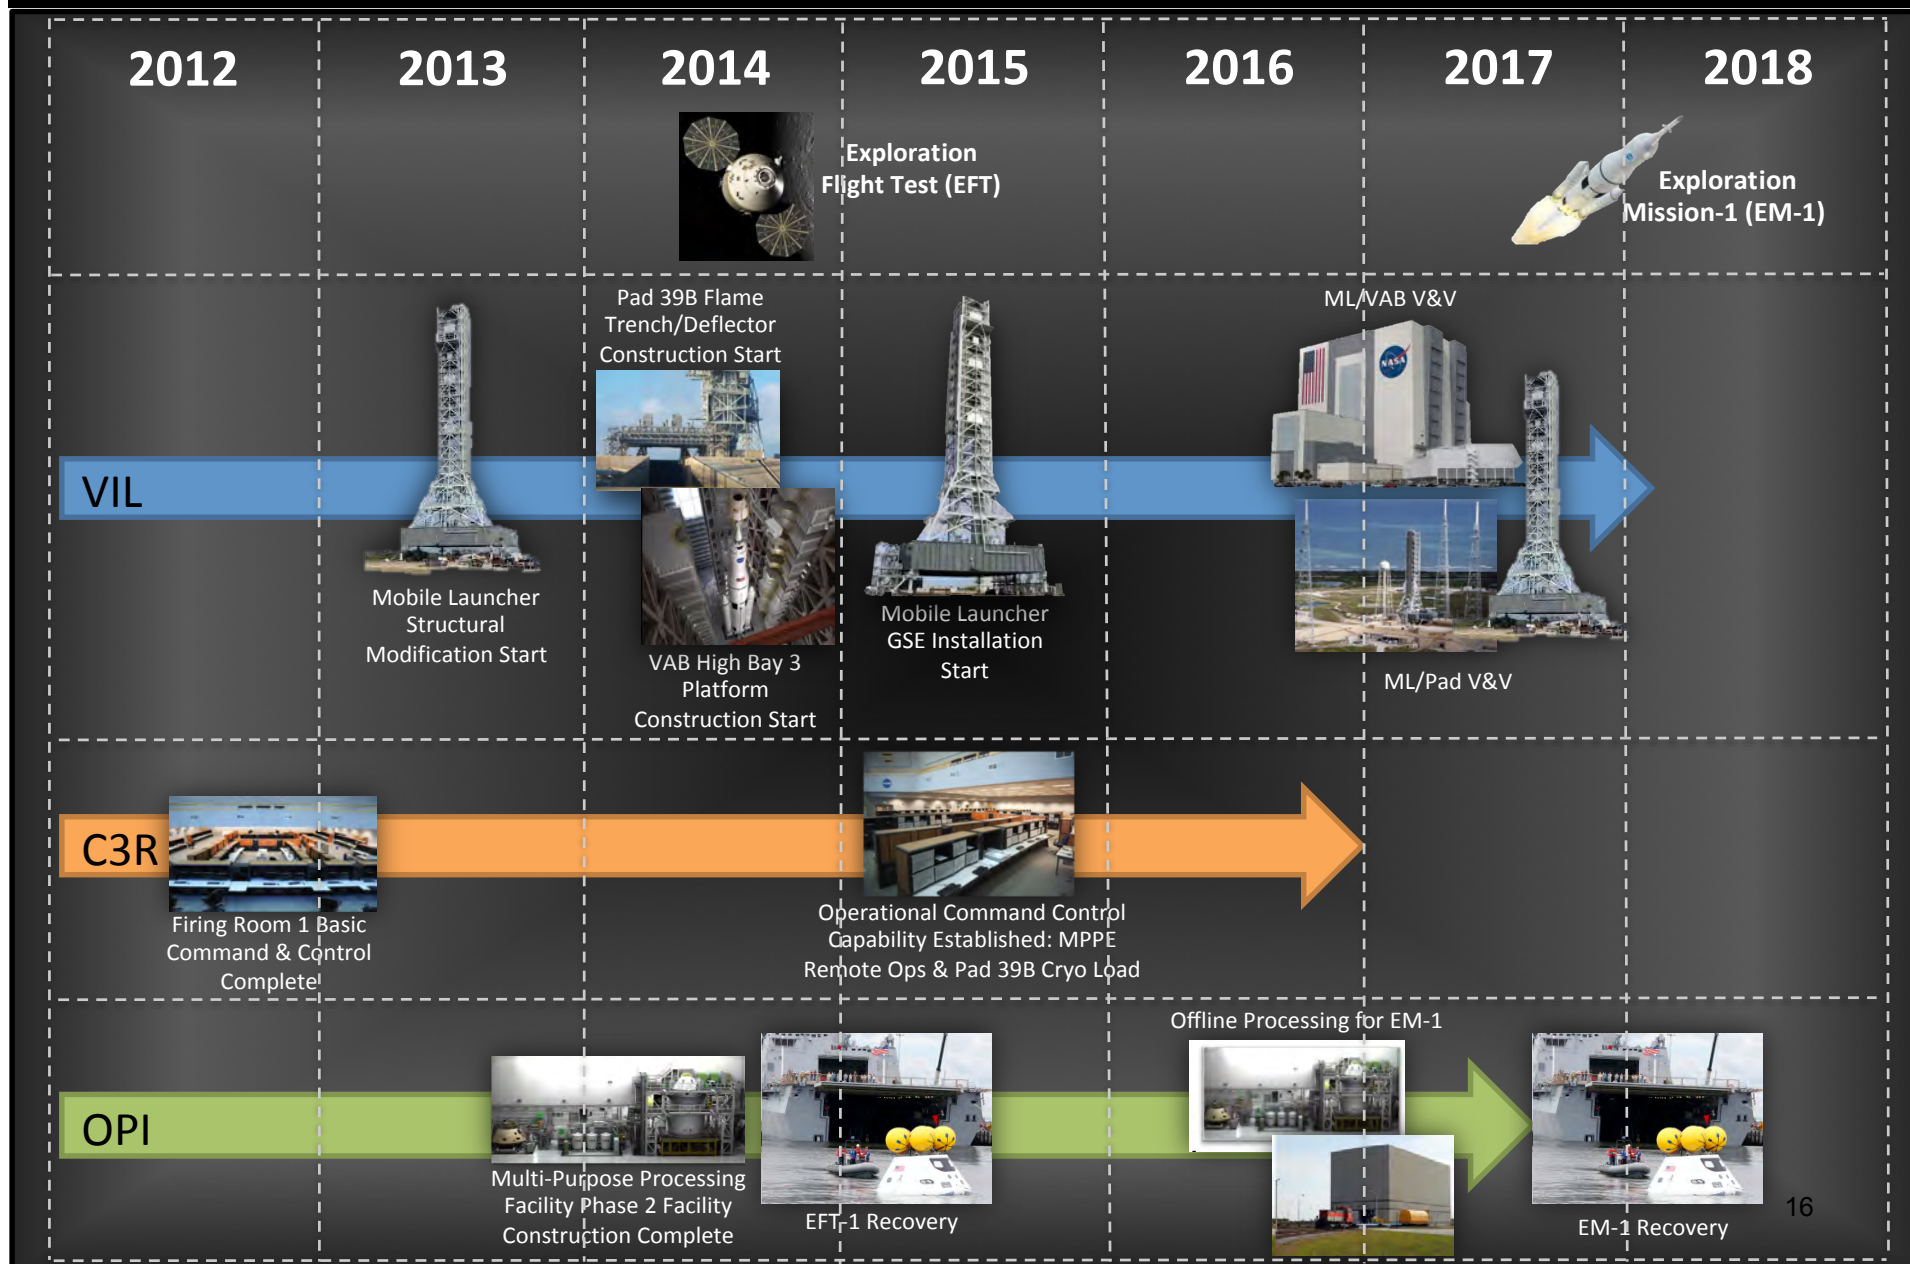 2012
2013
2014
2015
2016
2017
2018
Exploration
Flight Test (EFT)
Exploration
Mission-1 (EM-1)
VIL
Mobile Launcher
Structural
Modification Start
Pad 39B Flame
Trench/Deflector
Construction Start
VAB High Bay 3
Platform
Construction Start
Mobile Launcher
GSE Installation
Start
ML/VAB V&V
NASA
ML/Pad V&V
C3R
Firing Room 1 Basic
Command & Control
Complete
Operational Command Control
Capability Established: MPPE
Remote Ops & Pad 39B Cryo Load
OPI
Multi-Purpose Processing
Facility Phase 2 Facility
Construction Complete
EFT-1 Recovery
Offline Processing for EM-1
EM-1 Recovery
16